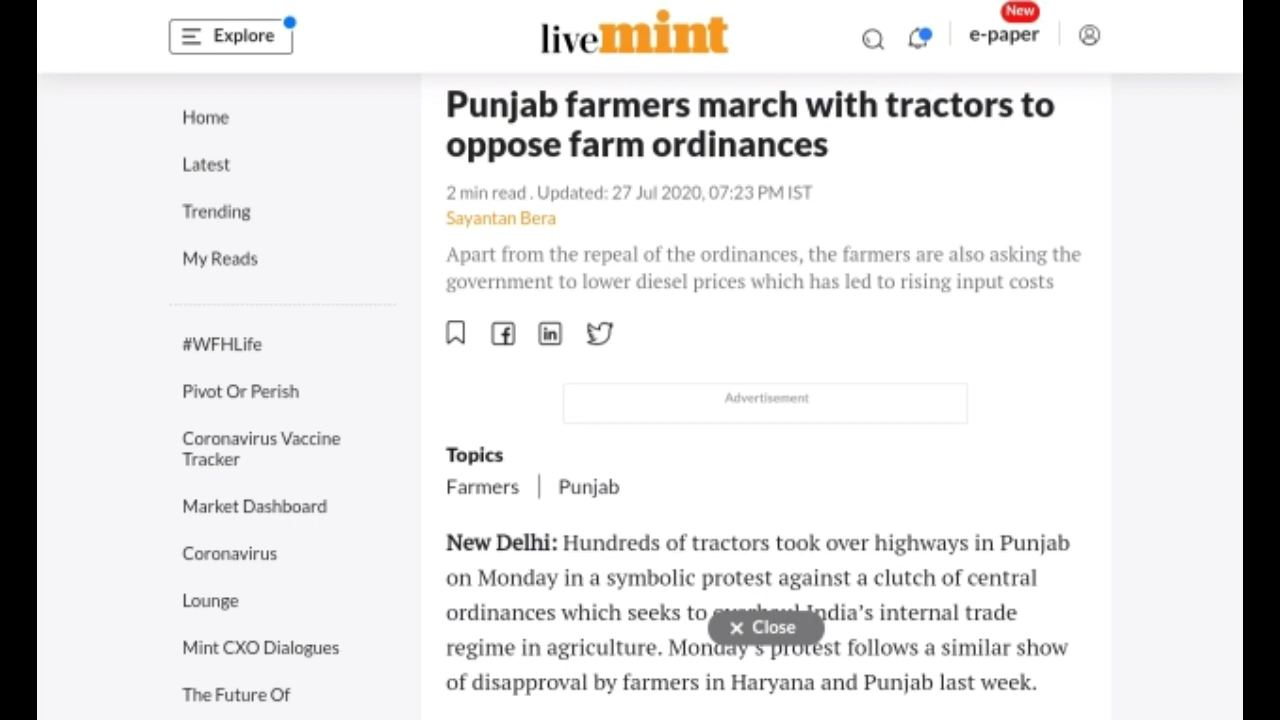 Explore
livemint
New
e-paper
Home
Latest
Trending
My Reads
#WFHLife
Pivot Or Perish
Coronavirus Vaccine
Tracker
Market Dashboard
Coronavirus
Lounge
Mint CXO Dialogues
The Future Of
Punjab farmers march with tractors to
oppose farm ordinances
2 min read . Updated: 27 Jul 2020, 07:23 PM IST
Sayantan Bera
Apart from the repeal of the ordinances, the farmers are also asking the
government to lower diesel prices which has led to rising input costs
Advertisement
Topics
Farmers | Punjab
New Delhi: Hundreds of tractors took over highways in Punjab
on Monday in a symbolic protest against a clutch of central
ordinances which seeks to overhaul India's internal trade
× Close
regime in agriculture. Monday's protest follows a similar show
of disapproval by farmers in Haryana and Punjab last week.